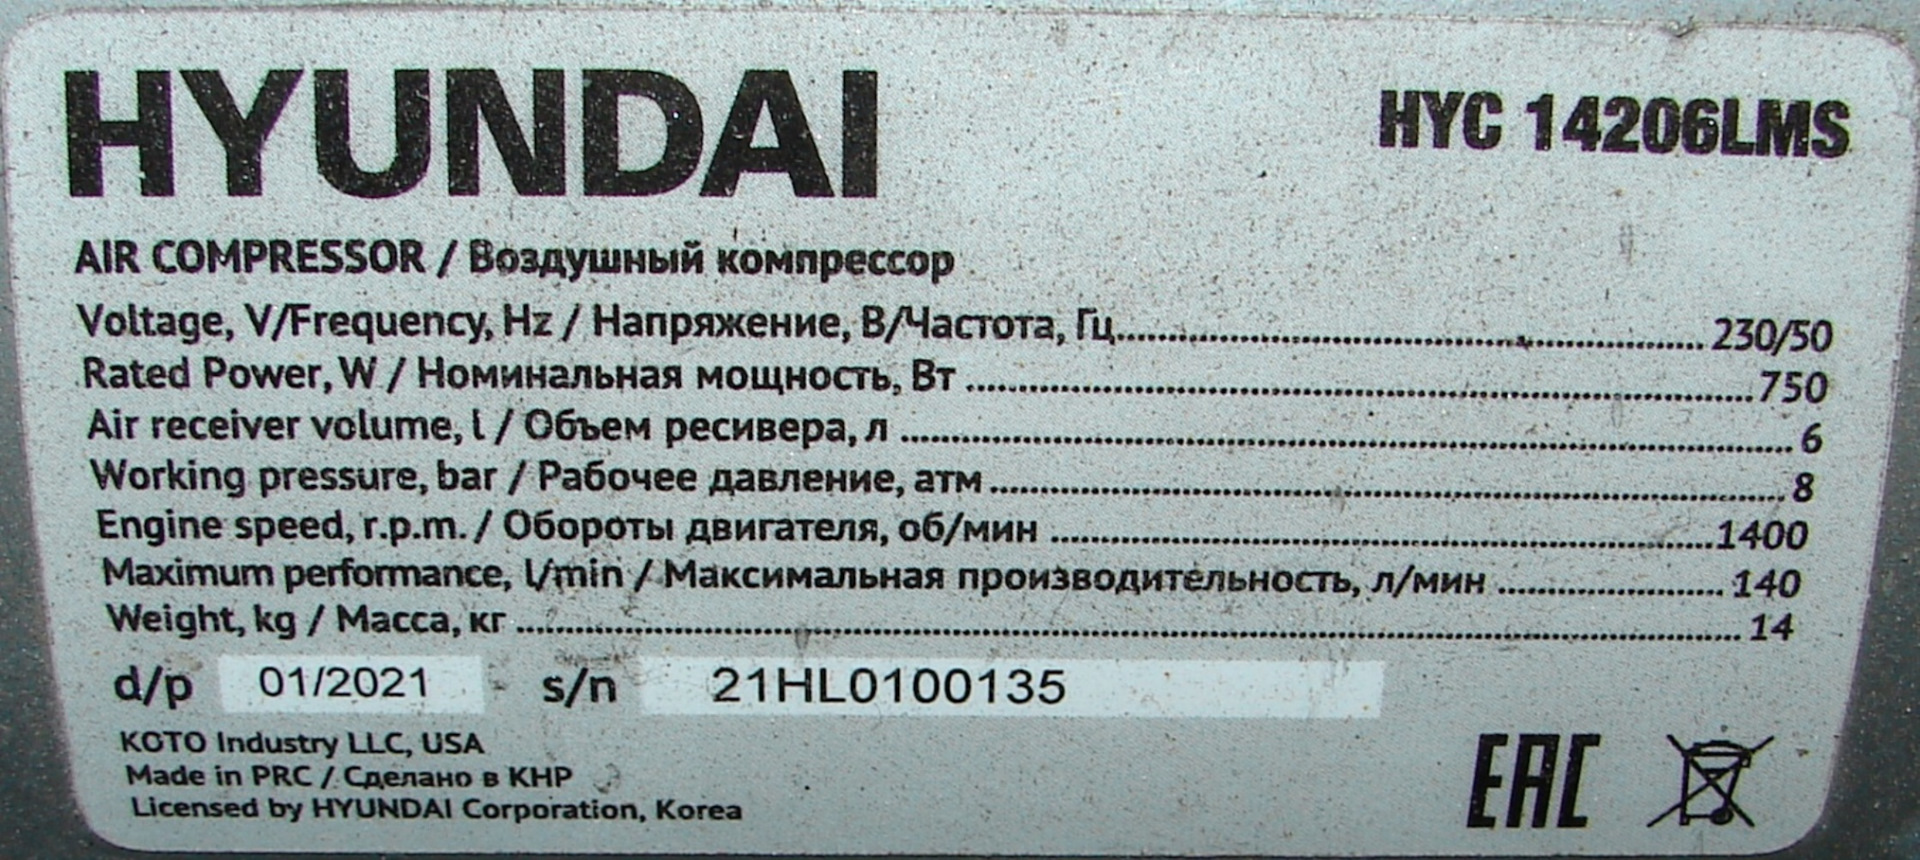 HYUNDAI
HYC 14206LMS
AIR COMPRESSOR / Воздушный компрессор
Voltage, V/Frequency, Hz / Напряжение, В/Частота, Гц..........230/50
Rated Power, W / Номинальная мощность, Вт..........750
Air receiver volume, l / Объем ресивера, л..........6
Working pressure, bar / Рабочее давление, атм..........8
Engine speed, r.p.m. / Обороты двигателя, об/мин..........1400
Maximum performance, l/min / Максимальная производительность, л/мин..........140
Weight, kg / Масса, кг..........14
d/p 01/2021 s/n 21HL0100135
KOTO Industry LLC, USA
Made in PRC / Сделано в КНР
Licensed by HYUNDAI Corporation, Korea
EAC